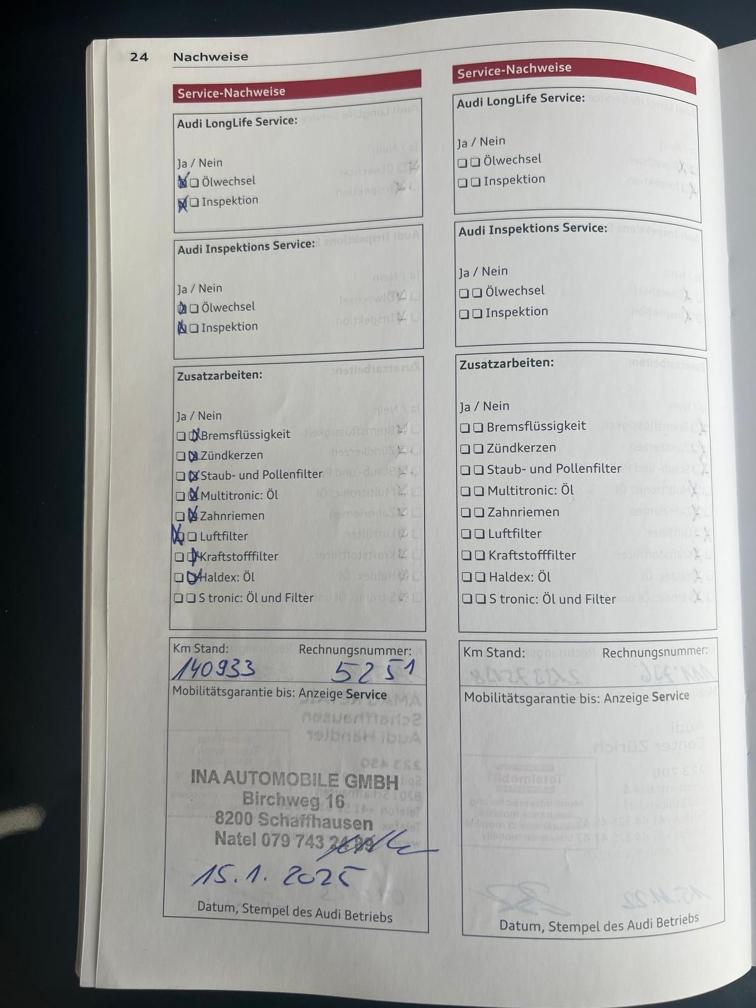 24 Nachweise
Service-Nachweise
Audi LongLife Service:
Ja / Nein
Ölwechsel
Inspektion
Audi Inspektions Service:
Ja / Nein
Ölwechsel
Inspektion
Zusatzarbeiten:
Ja / Nein
Bremsflüssigkeit
Zündkerzen
Staub- und Pollenfilter
Multitronic: Öl
Zahnriemen
Luftfilter
Kraftstofffilter
Haldex: Öl
S tronic: Öl und Filter
Km Stand: Rechnungsnummer:
140933 5251
Mobilitätsgarantie bis: Anzeige Service
INA AUTOMOBILE GMBH
Birchweg 16
8200 Schaffhausen
Natel 079 743
15.1.2025
Datum, Stempel des Audi Betriebs
Service-Nachweise
Audi LongLife Service:
Ja / Nein
Ölwechsel
Inspektion
Audi Inspektions Service:
Ja / Nein
Ölwechsel
Inspektion
Zusatzarbeiten:
Ja / Nein
Bremsflüssigkeit
Zündkerzen
Staub- und Pollenfilter
Multitronic: Öl
Zahnriemen
Luftfilter
Kraftstofffilter
Haldex: Öl
S tronic: Öl und Filter
Km Stand: Rechnungsnummer:
Mobilitätsgarantie bis: Anzeige Service
Datum, Stempel des Audi Betriebs